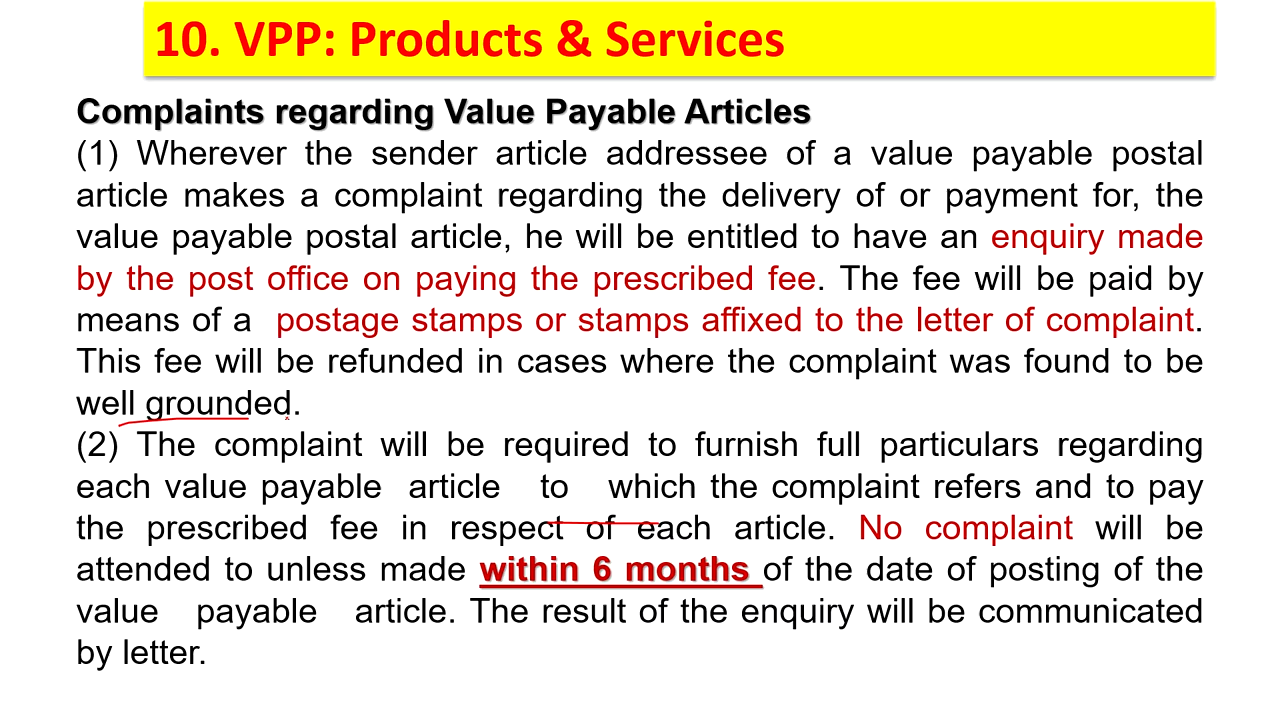 10. VPP: Products & Services
Complaints regarding Value Payable Articles
(1) Wherever the sender article addressee of a value payable postal
article makes a complaint regarding the delivery of or payment for, the
value payable postal article, he will be entitled to have an enquiry made
by the post office on paying the prescribed fee. The fee will be paid by
means of a postage stamps or stamps affixed to the letter of complaint.
This fee will be refunded in cases where the complaint was found to be
well grounded.
(2) The complaint will be required to furnish full particulars regarding
each value payable article to which the complaint refers and to pay
the prescribed fee in respect of each article. No complaint will be
attended to unless made within 6 months of the date of posting of the
value payable article. The result of the enquiry will be communicated
by letter.